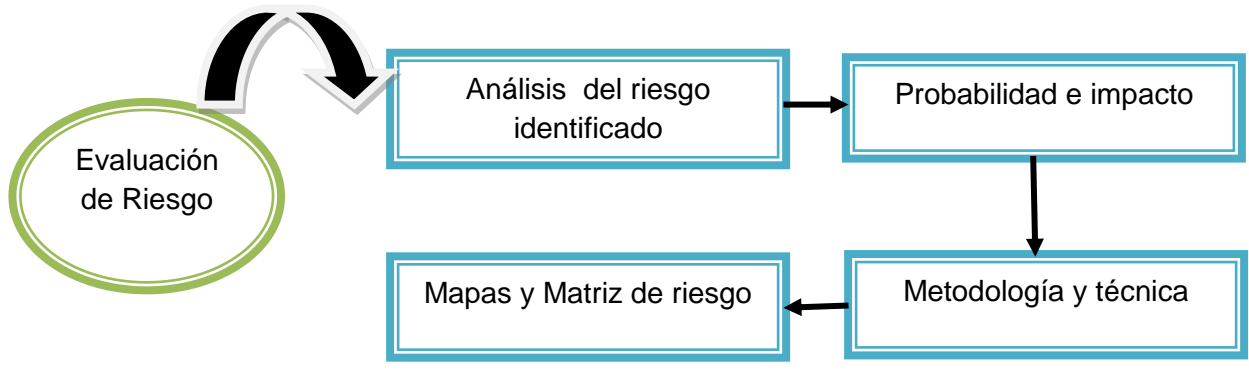 Evaluación
de Riesgo
Análisis del riesgo
identificado
Probabilidad e impacto
Metodología y técnica
Mapas y Matriz de riesgo